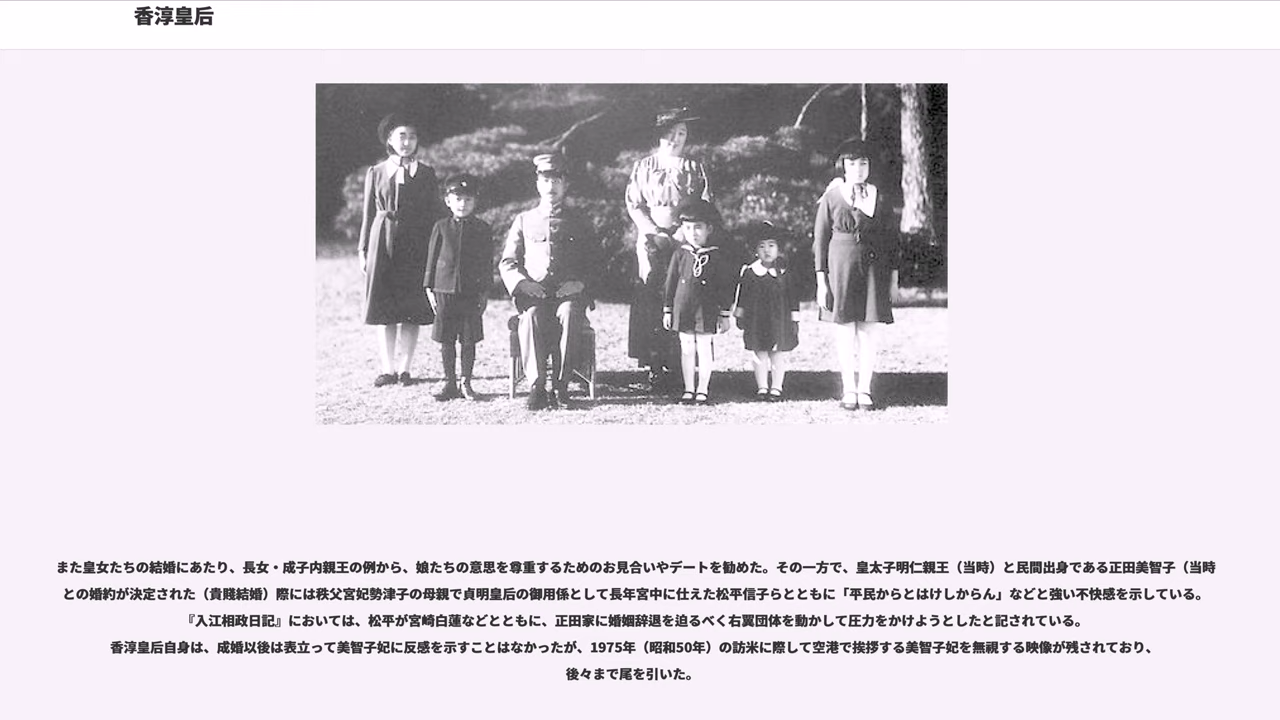 香淳皇后
また皇女たちの結婚にあたり、長女・成子内親王の例から、娘たちの意思を尊重するためのお見合いやデートを勧めた。その一方で、皇太子明仁親王（当時）と民間出身である正田美智子（当時
との婚約が決定された（貴賤結婚）際には秩父宮妃勢津子の母親で貞明皇后の御用係として長年宮中に仕えた松平信子らとともに「平民からとはけしからん」などと強い不快感を示している。
『入江相政日記』においては、松平が宮崎白蓮などとともに、正田家に婚姻辞退を迫るべく右翼団体を動かして圧力をかけようとしたと記されている。
香淳皇后自身は、成婚以後は表立って美智子妃に反感を示すことはなかったが、1975年（昭和50年）の訪米に際して空港で挨拶する美智子妃を無視する映像が残されており、
後々まで尾を引いた。